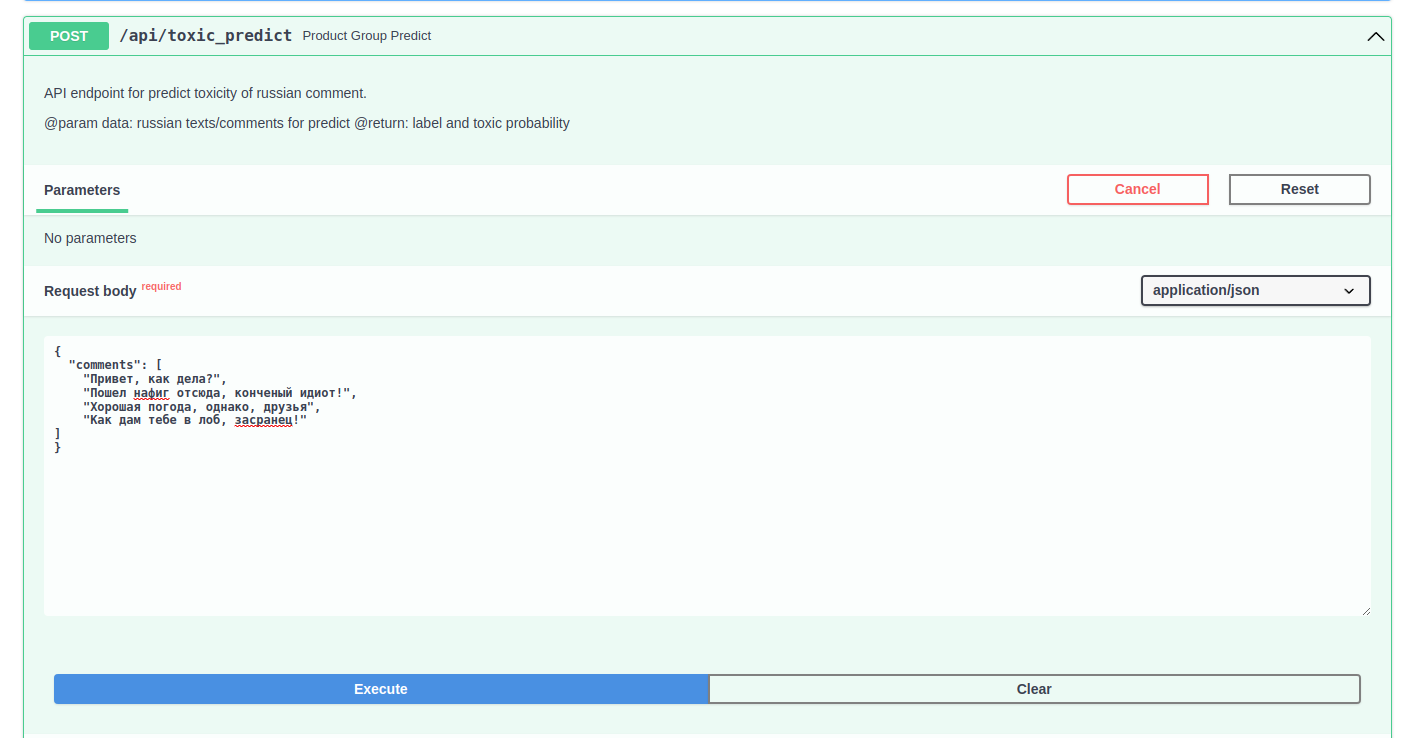 POST /api/toxic_predict Product Group Predict
API endpoint for predict toxicity of russian comment.
@param data: russian texts/comments for predict @return: label and toxic probability
Parameters Cancel Reset
No parameters
Request body required application/json
{
"comments": [
"Привет, как дела?",
"Пошел нафиг отсюда, конченый идиот!",
"Хорошая погода, однако, друзья",
"Как дам тебе в лоб, засранец!"
]
}
Execute Clear